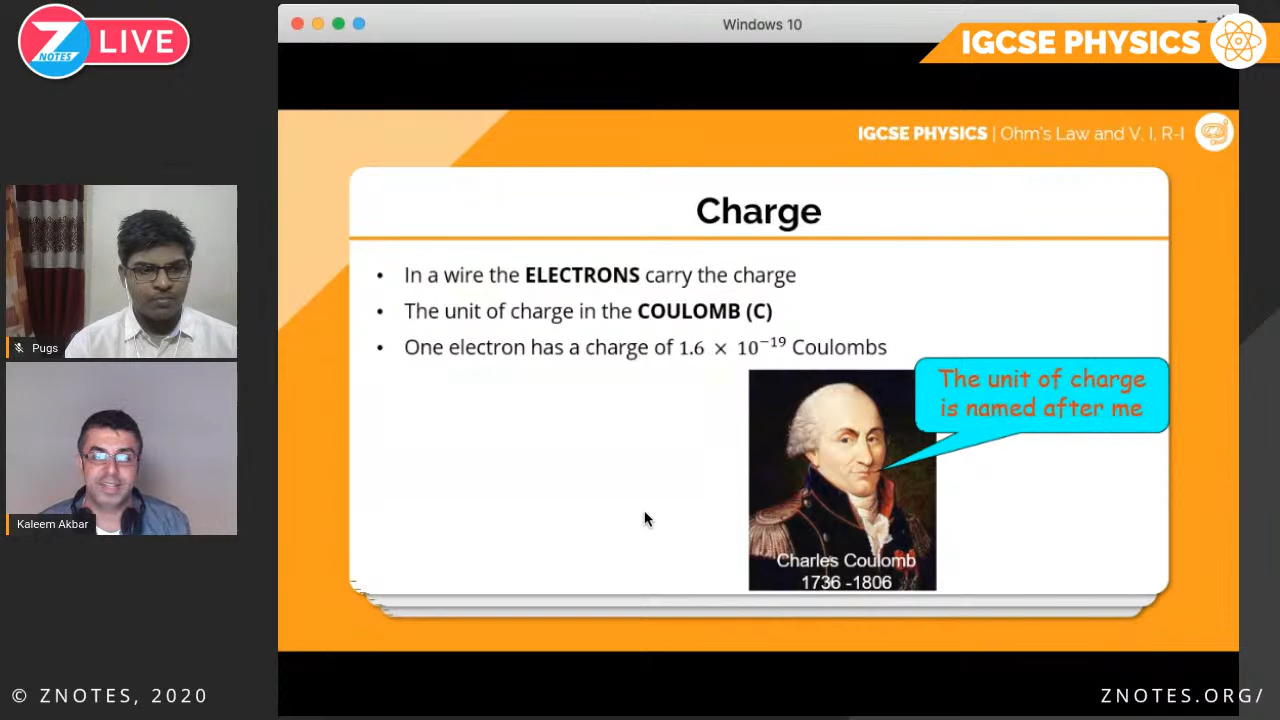 Z
NOTES
LIVE
Windows 10
IGCSE PHYSICS
IGCSE PHYSICS | Ohm's Law and V, I, R-I
Charge
• In a wire the ELECTRONS carry the charge
• The unit of charge in the COULOMB (C)
• One electron has a charge of 1.6 × 10⁻¹⁹ Coulombs
The unit of charge
is named after me
Charles Coulomb
1736 -1806
Pugs
Kaleem Akbar
© ZNOTES, 2020
ZNOTES.ORG/